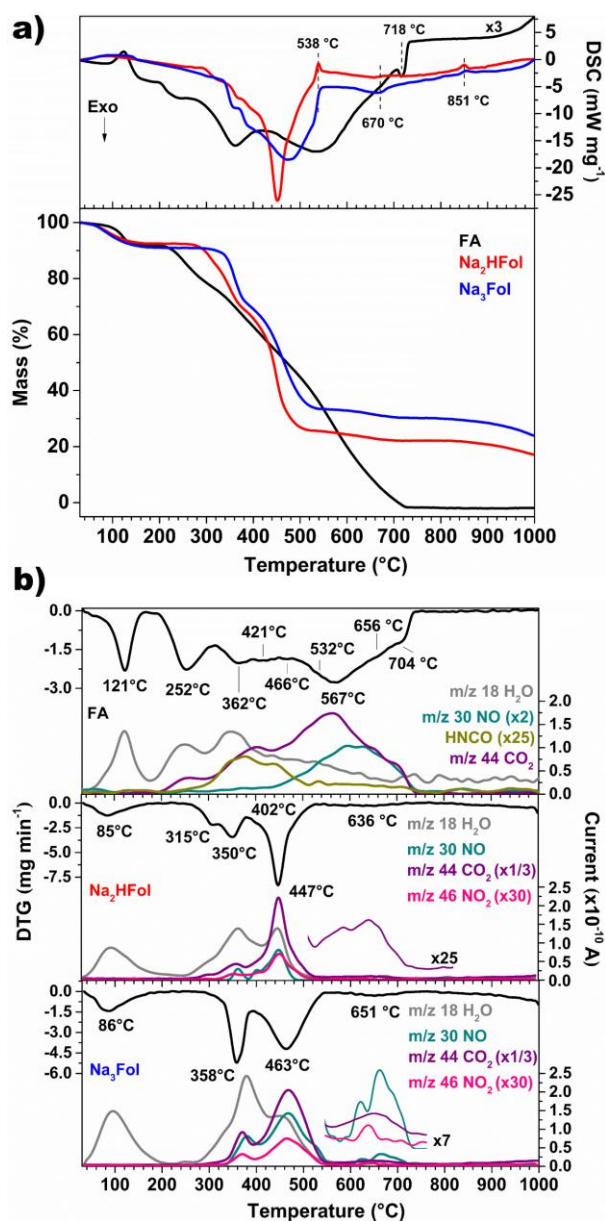 a)
538 °C
718 °C
x3
Exo
670 °C
851 °C
5
0
-5
-10
-15
-20
-25
DSC (mW mg⁻¹)
FA
Na₂HFol
Na₃Fol
100
80
60
40
20
0
Mass (%)
100 200 300 400 500 600 700 800 900 1000
Temperature (°C)
b)
0.0
-1.5
-3.0
121°C
252°C
362°C
421°C
466°C
532°C
567°C
656 °C
704 °C
FA
m/z 18 H₂O
m/z 30 NO (x2)
HNCO (x25)
m/z 44 CO₂
2.0
1.5
1.0
0.5
0.0
0.0
-2.5
-5.0
-7.5
85°C
315°C
350°C
402°C
447°C
636 °C
Na₂HFol
m/z 18 H₂O
m/z 30 NO
m/z 44 CO₂ (x1/3)
m/z 46 NO₂ (x30)
x25
2.5
2.0
1.5
1.0
0.5
0.0
DTG (mg min⁻¹)
Current (x10⁻¹⁰ A)
0.0
-1.5
-3.0
-4.5
-6.0
86°C
358°C
463°C
651 °C
Na₃Fol
m/z 18 H₂O
m/z 30 NO
m/z 44 CO₂ (x1/3)
m/z 46 NO₂ (x30)
x7
2.5
2.0
1.5
1.0
0.5
0.0
100 200 300 400 500 600 700 800 900 1000
Temperature (°C)